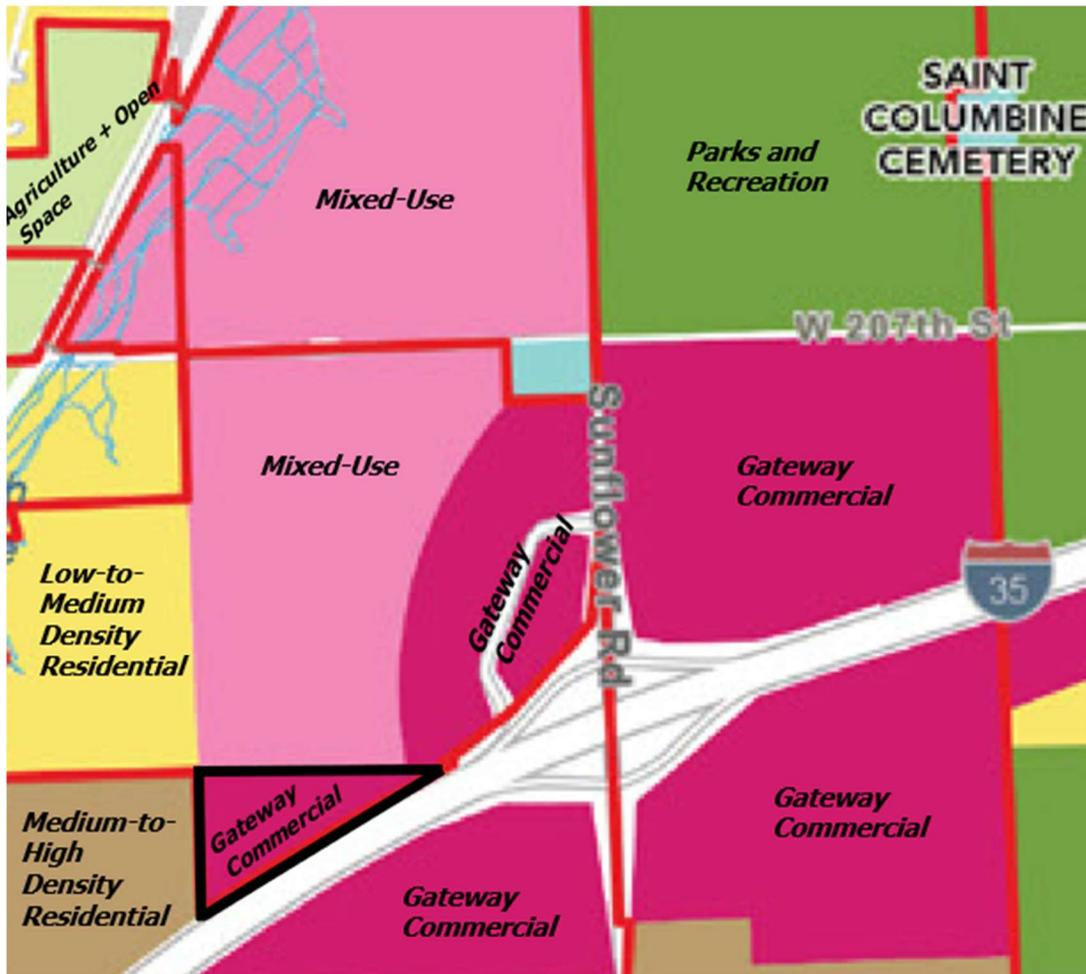 SAINT
COLUMBINE
CEMETERY
Agriculture + Open
Space
Mixed-Use
Parks and
Recreation
W 207th St
Sunflower Rd
Mixed-Use
Gateway
Commercial
Gateway
Commercial
35
Low-to-
Medium
Density
Residential
Gateway
Commercial
Gateway
Commercial
Medium-to-
High
Density
Residential
Gateway
Commercial